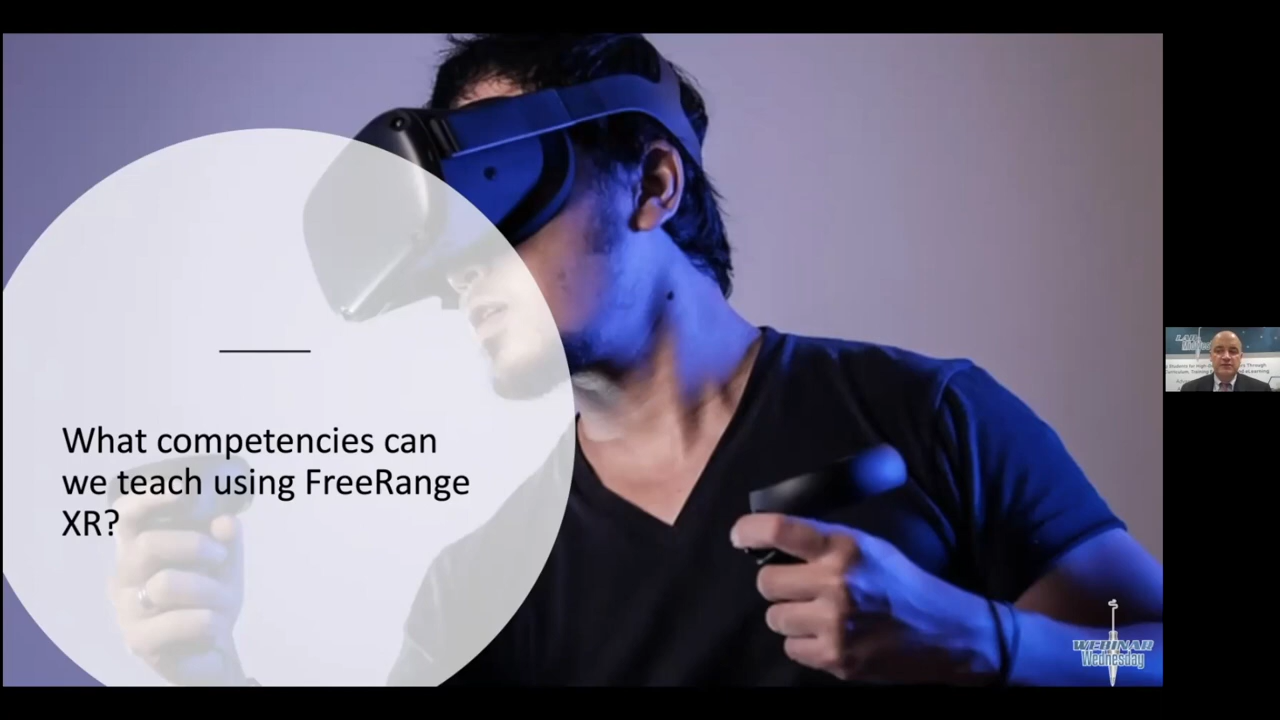 What competencies can
we teach using FreeRange
XR?
WEBINAR
Wednesday